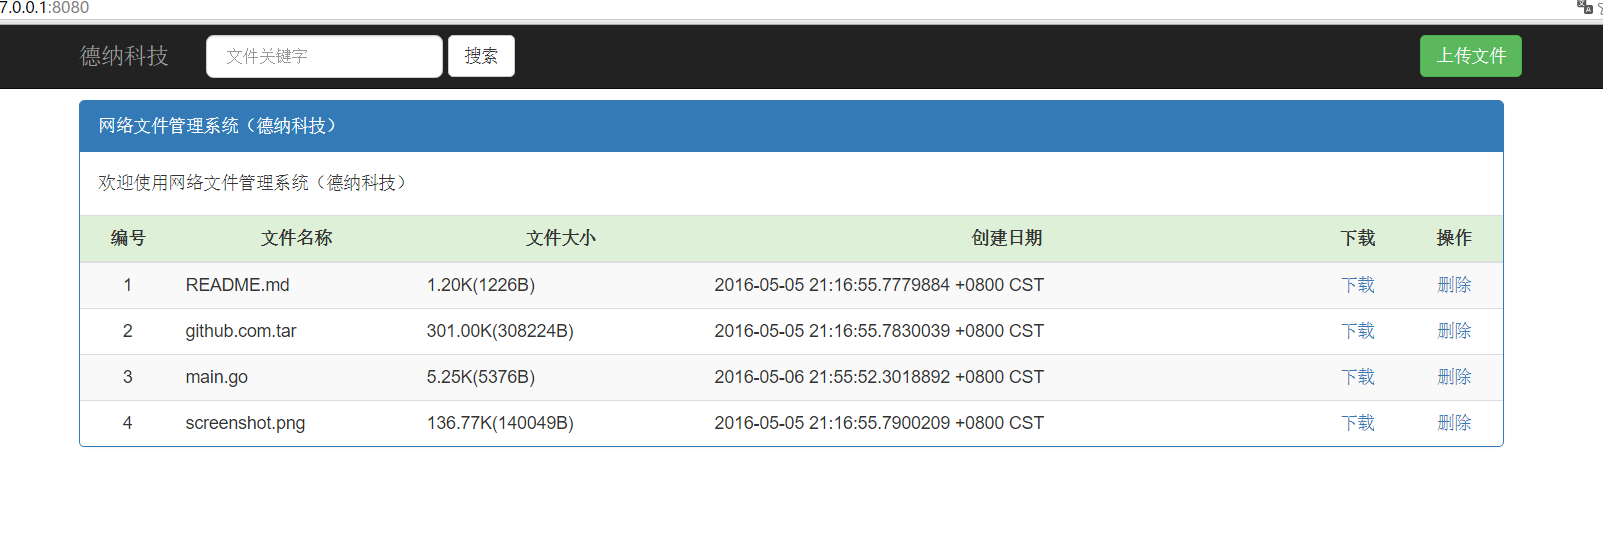 7.0.0.1:8080
德纳科技 文件关键字 搜索 上传文件
网络文件管理系统（德纳科技）
欢迎使用网络文件管理系统（德纳科技）
编号 文件名称 文件大小 创建日期 下载 操作
1 README.md 1.20K(1226B) 2016-05-05 21:16:55.7779884 +0800 CST 下载 删除
2 github.com.tar 301.00K(308224B) 2016-05-05 21:16:55.7830039 +0800 CST 下载 删除
3 main.go 5.25K(5376B) 2016-05-06 21:55:52.3018892 +0800 CST 下载 删除
4 screenshot.png 136.77K(140049B) 2016-05-05 21:16:55.7900209 +0800 CST 下载 删除